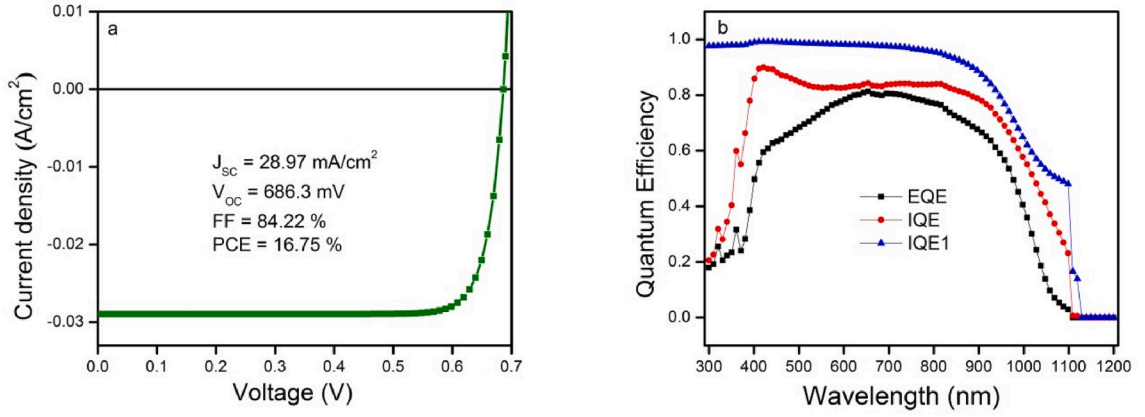 a
0.01
0.00
-0.01
-0.02
-0.03
Current density (A/cm²)
J_SC = 28.97 mA/cm²
V_OC = 686.3 mV
FF = 84.22 %
PCE = 16.75 %
0.0 0.1 0.2 0.3 0.4 0.5 0.6 0.7
Voltage (V)
b
1.0
0.8
0.6
0.4
0.2
0.0
Quantum Efficiency
EQE
IQE
IQE1
300 400 500 600 700 800 900 1000 1100 1200
Wavelength (nm)